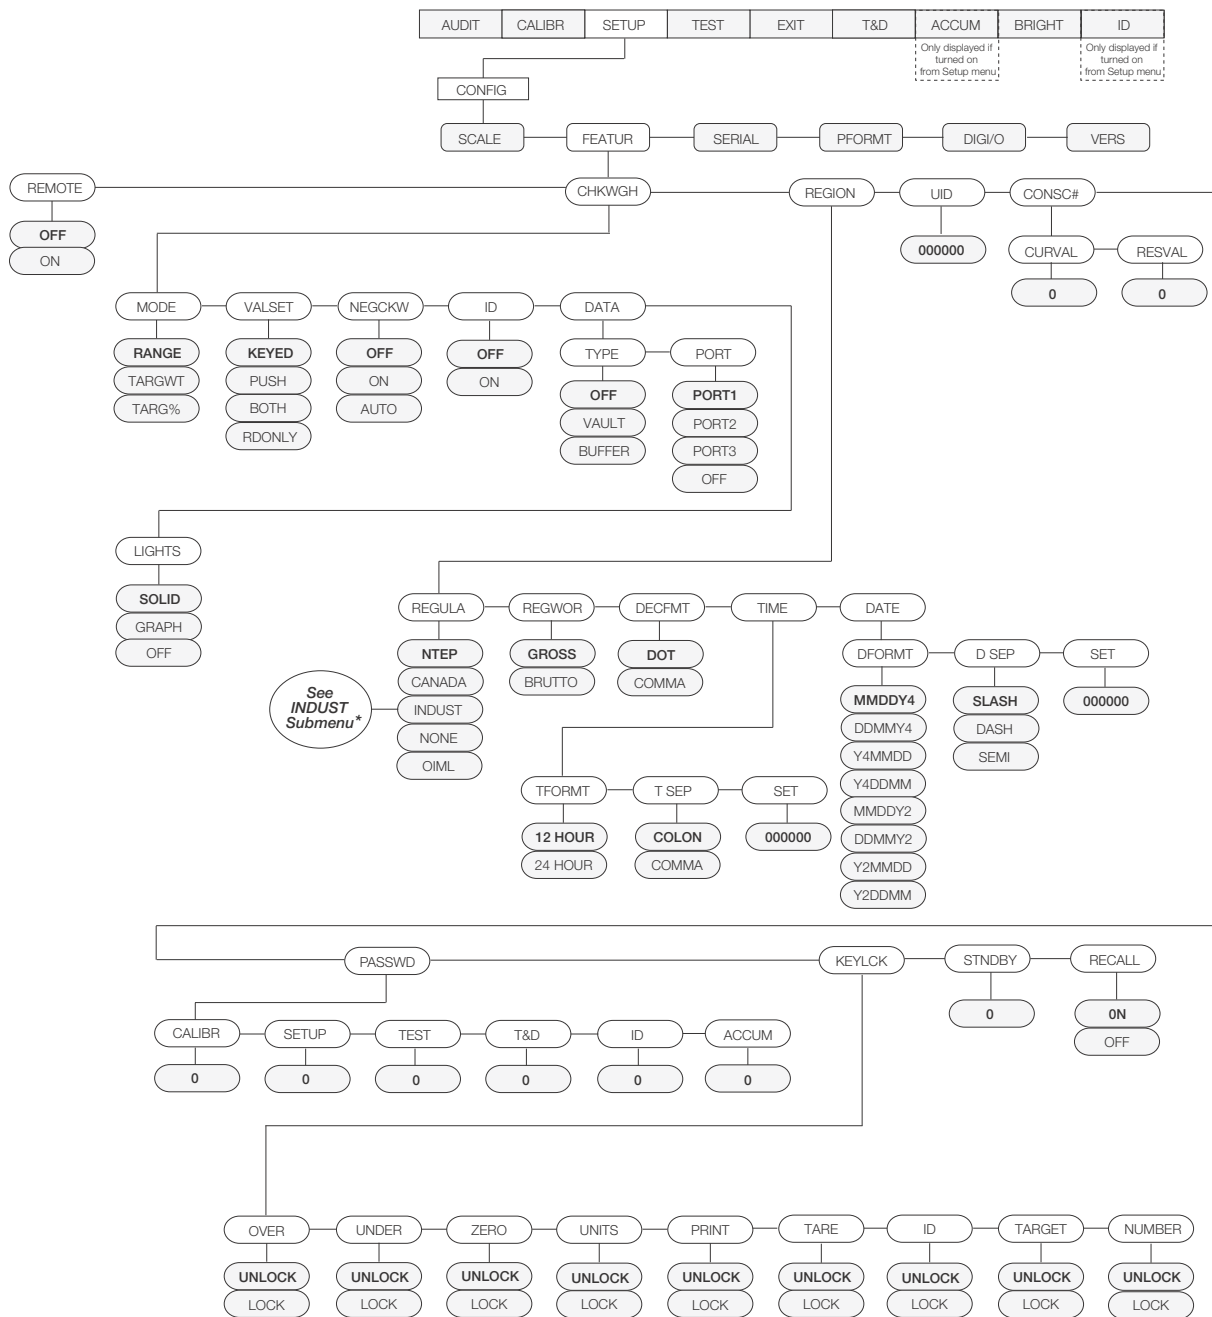 AUDIT CALIBR SETUP TEST EXIT T&D ACCUM BRIGHT ID
Only displayed if
turned on
from Setup menu
Only displayed if
turned on
from Setup menu
CONFIG
SCALE FEATUR SERIAL PFORMT DIGI/O VERS
REMOTE CHKWGH REGION UID CONSC#
OFF
ON
000000
CURVAL RESVAL
0 0
MODE VALSET NEGCKW ID DATA
RANGE KEYED OFF OFF
TARGWT PUSH ON ON
TARG% BOTH AUTO
RDONLY
TYPE PORT
OFF PORT1
VAULT PORT2
BUFFER PORT3
OFF
LIGHTS
SOLID
GRAPH
OFF
REGULA REGWOR DECFMT TIME DATE
NTEP GROSS DOT
CANADA BRUTTO COMMA
INDUST
NONE
OIML
See
INDUST
Submenu*
DFORMT D SEP SET
MMDDY4 SLASH 000000
DDMMY4 DASH
Y4MMDD SEMI
Y4DDMM
MMDDY2
DDMMY2
Y2MMDD
Y2DDMM
TFORMT T SEP SET
12 HOUR COLON 000000
24 HOUR COMMA
PASSWD KEYLCK STNDBY RECALL
0 0N
OFF
CALIBR SETUP TEST T&D ID ACCUM
0 0 0 0 0 0
OVER UNDER ZERO UNITS PRINT TARE ID TARGET NUMBER
UNLOCK UNLOCK UNLOCK UNLOCK UNLOCK UNLOCK UNLOCK UNLOCK UNLOCK
LOCK LOCK LOCK LOCK LOCK LOCK LOCK LOCK LOCK